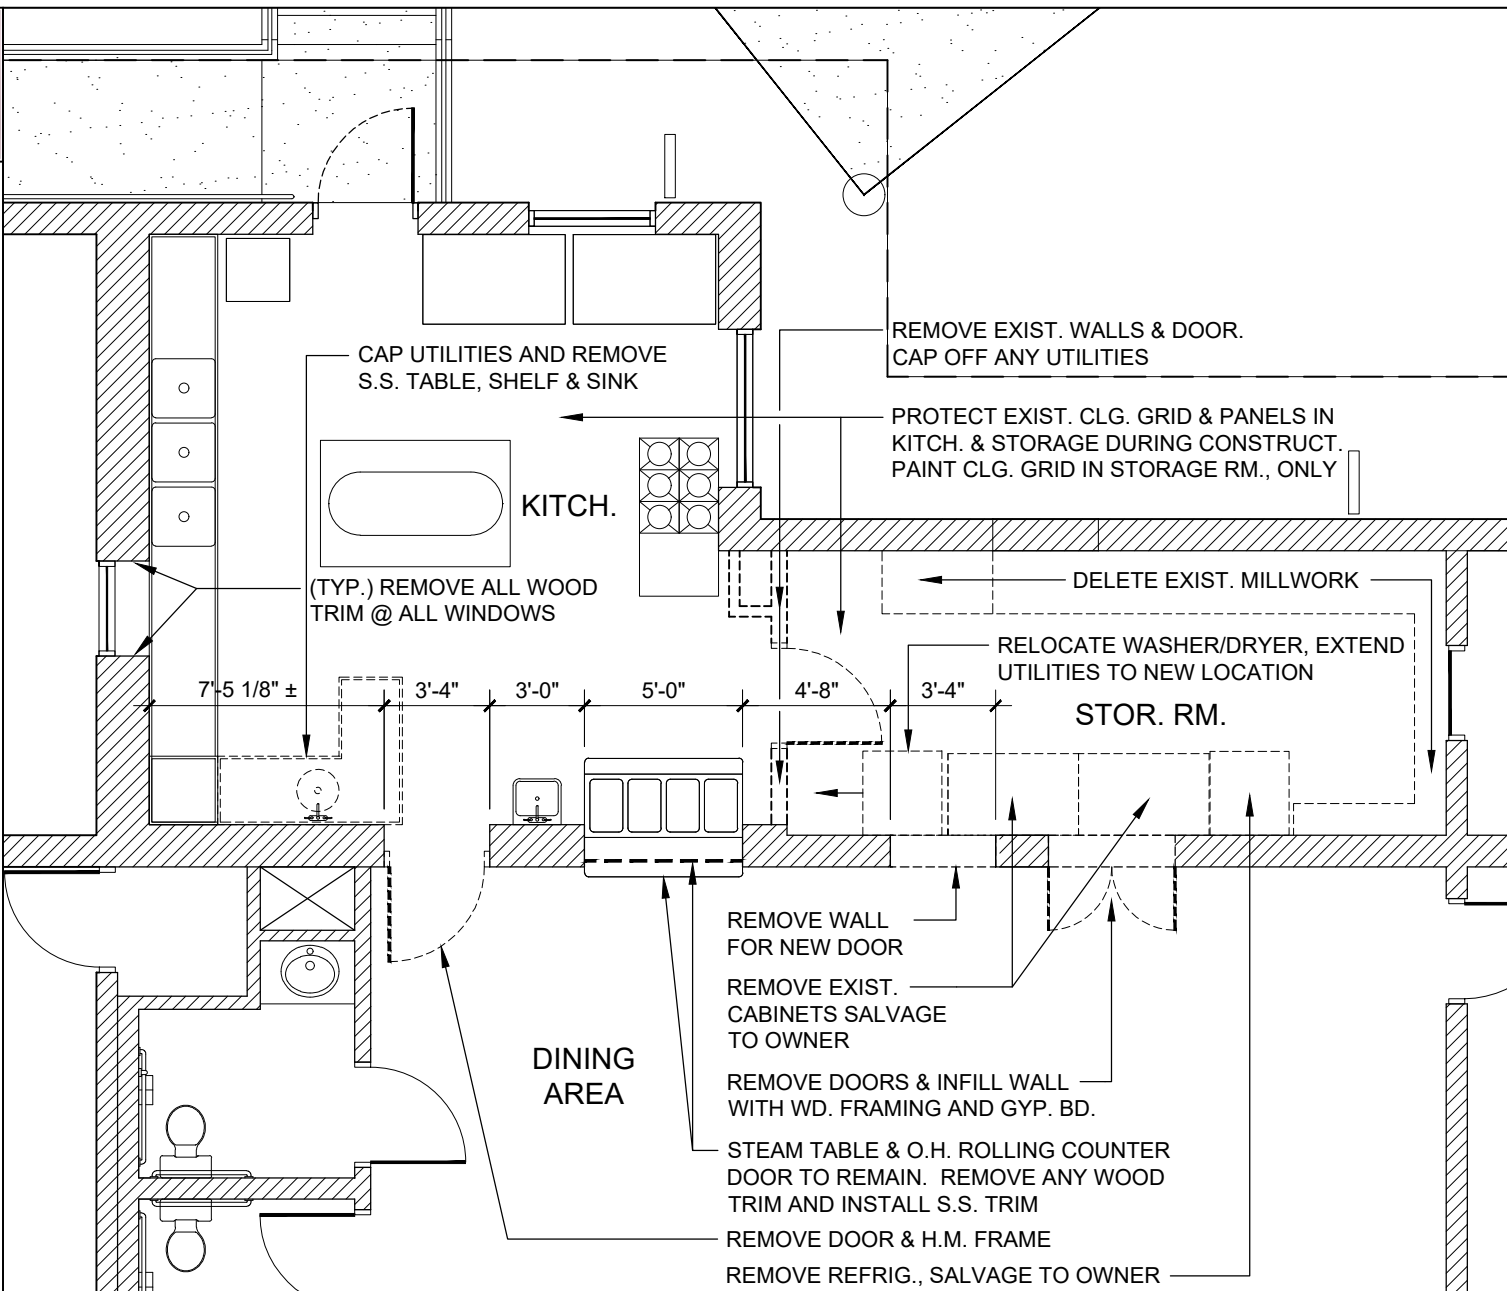 REMOVE EXIST. WALLS & DOOR.
CAP OFF ANY UTILITIES
CAP UTILITIES AND REMOVE
S.S. TABLE, SHELF & SINK
PROTECT EXIST. CLG. GRID & PANELS IN
KITCH. & STORAGE DURING CONSTRUCT.
PAINT CLG. GRID IN STORAGE RM., ONLY
KITCH.
(TYP.) REMOVE ALL WOOD
TRIM @ ALL WINDOWS
DELETE EXIST. MILLWORK
RELOCATE WASHER/DRYER, EXTEND
UTILITIES TO NEW LOCATION
7'-5 1/8" ±
3'-4"
3'-0"
5'-0"
4'-8"
3'-4"
STOR. RM.
REMOVE WALL
FOR NEW DOOR
REMOVE EXIST.
CABINETS SALVAGE
TO OWNER
DINING
AREA
REMOVE DOORS & INFILL WALL
WITH WD. FRAMING AND GYP. BD.
STEAM TABLE & O.H. ROLLING COUNTER
DOOR TO REMAIN.  REMOVE ANY WOOD
TRIM AND INSTALL S.S. TRIM
REMOVE DOOR & H.M. FRAME
REMOVE REFRIG., SALVAGE TO OWNER